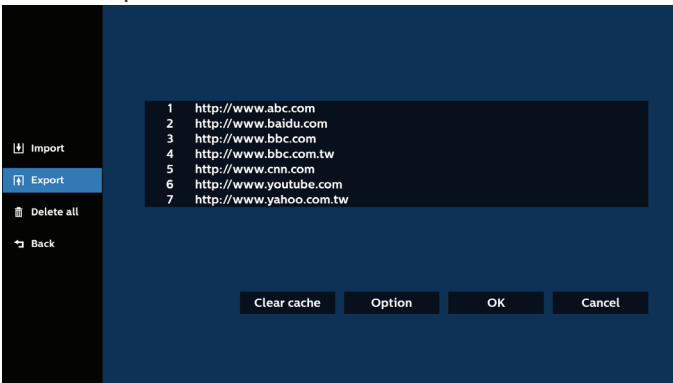 Import
Export
Delete all
Back
1 http://www.abc.com
2 http://www.baidu.com
3 http://www.bbc.com
4 http://www.bbc.com.tw
5 http://www.cnn.com
6 http://www.youtube.com
7 http://www.yahoo.com.tw
Clear cache Option OK Cancel